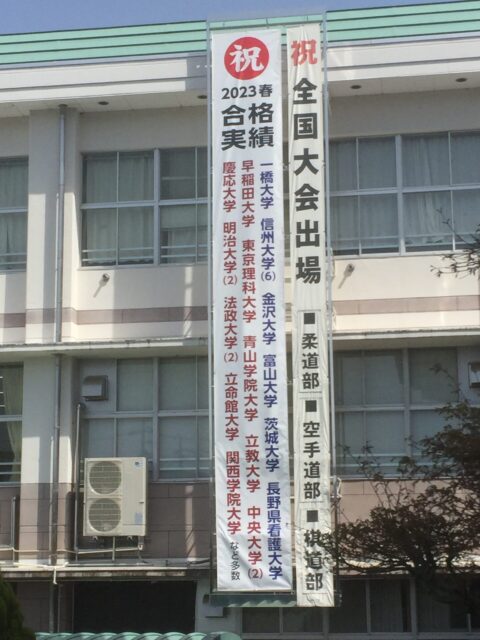 祝
全国大会出場
■柔道部■空手道部■棋道部
祝
2023春
合格
実績
一橋大学 信州大学(6) 金沢大学 富山大学 茨城大学 長野県看護大学
早稲田大学 東京理科大学 青山学院大学 立教大学 中央大学(2)
慶応大学 明治大学(2) 法政大学(2) 立命館大学 関西学院大学 など多数